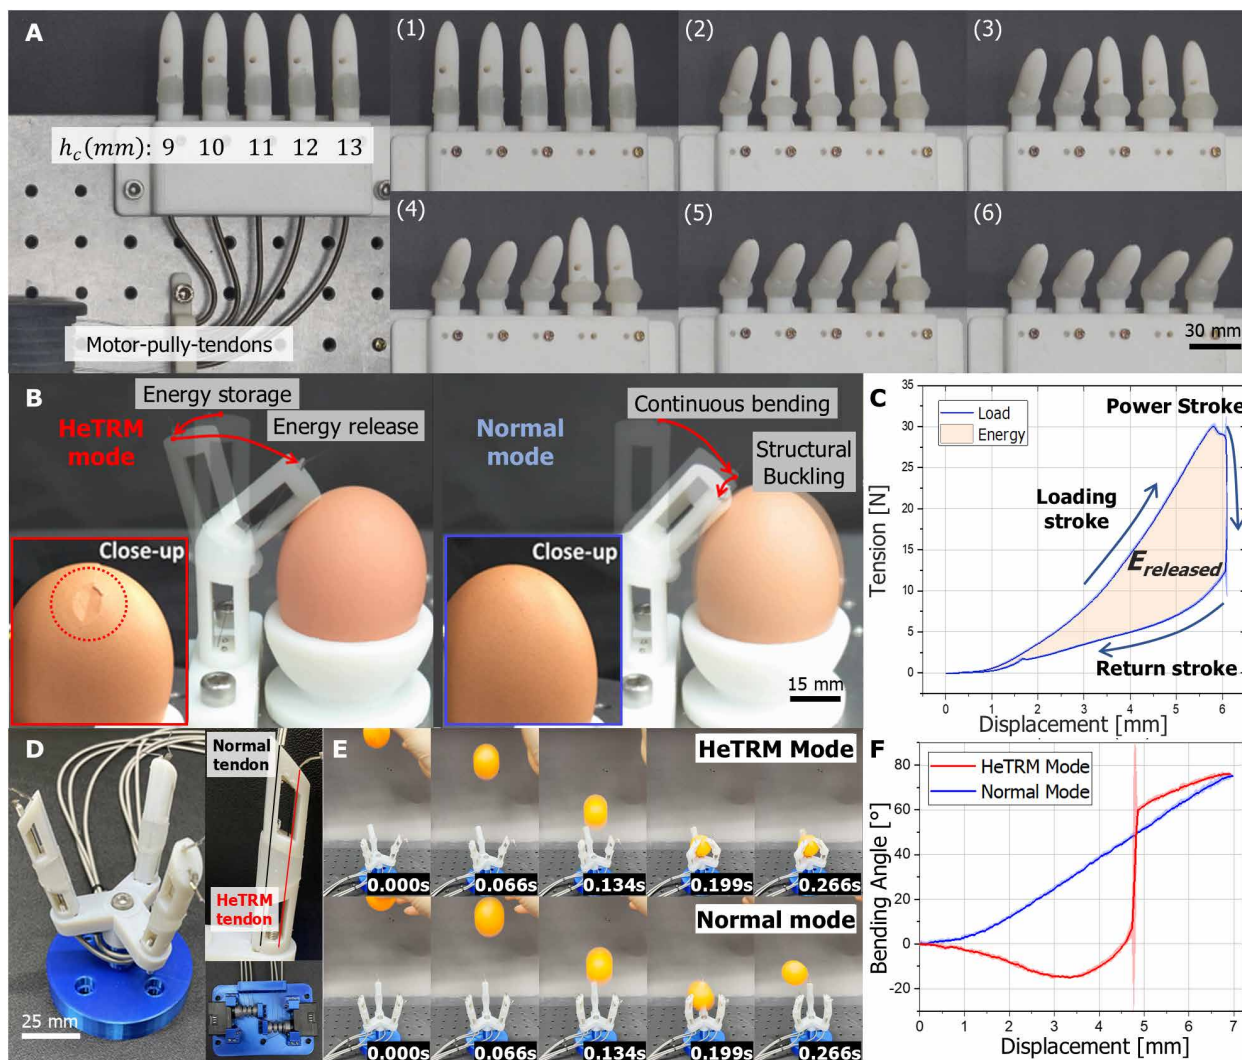 A
h_c(mm): 9 10 11 12 13
Motor-pully-tendons
(1)
(2)
(3)
(4)
(5)
(6)
30 mm
B
HeTRM
mode
Energy storage
Energy release
Close-up
Normal
mode
Continuous bending
Structural
Buckling
Close-up
15 mm
C
Load
Energy
Power Stroke
Loading
stroke
E_released
Return stroke
Tension [N]
35
30
25
20
15
10
5
0
0 1 2 3 4 5 6
Displacement [mm]
D
Normal
tendon
HeTRM
tendon
25 mm
E
HeTRM Mode
0.000s
0.066s
0.134s
0.199s
0.266s
Normal mode
0.000s
0.066s
0.134s
0.199s
0.266s
F
HeTRM Mode
Normal Mode
Bending Angle [°]
80
60
40
20
0
-20
0 1 2 3 4 5 6 7
Displacement [mm]